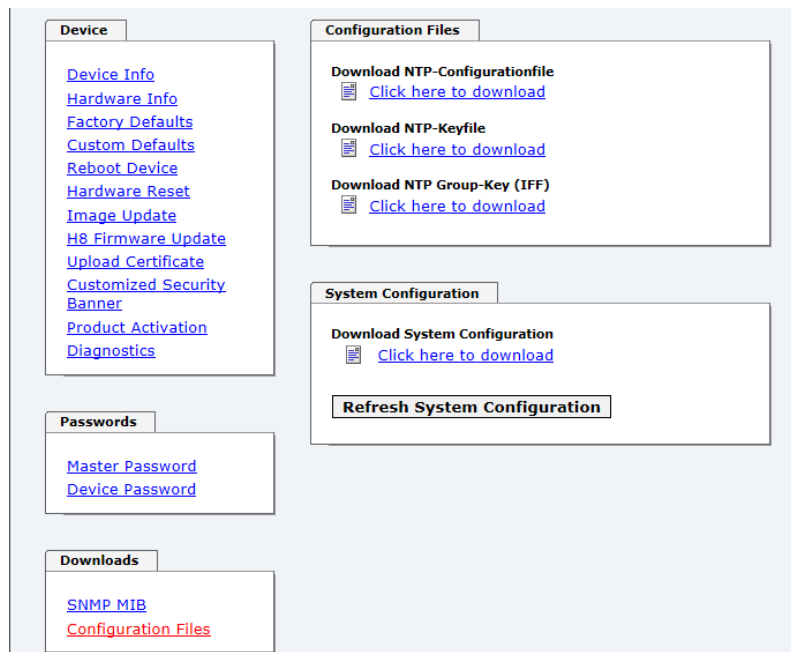 Device
Device Info
Hardware Info
Factory Defaults
Custom Defaults
Reboot Device
Hardware Reset
Image Update
H8 Firmware Update
Upload Certificate
Customized Security
Banner
Product Activation
Diagnostics
Passwords
Master Password
Device Password
Downloads
SNMP MIB
Configuration Files
Configuration Files
Download NTP-Configurationfile
Click here to download
Download NTP-Keyfile
Click here to download
Download NTP Group-Key (IFF)
Click here to download
System Configuration
Download System Configuration
Click here to download
Refresh System Configuration